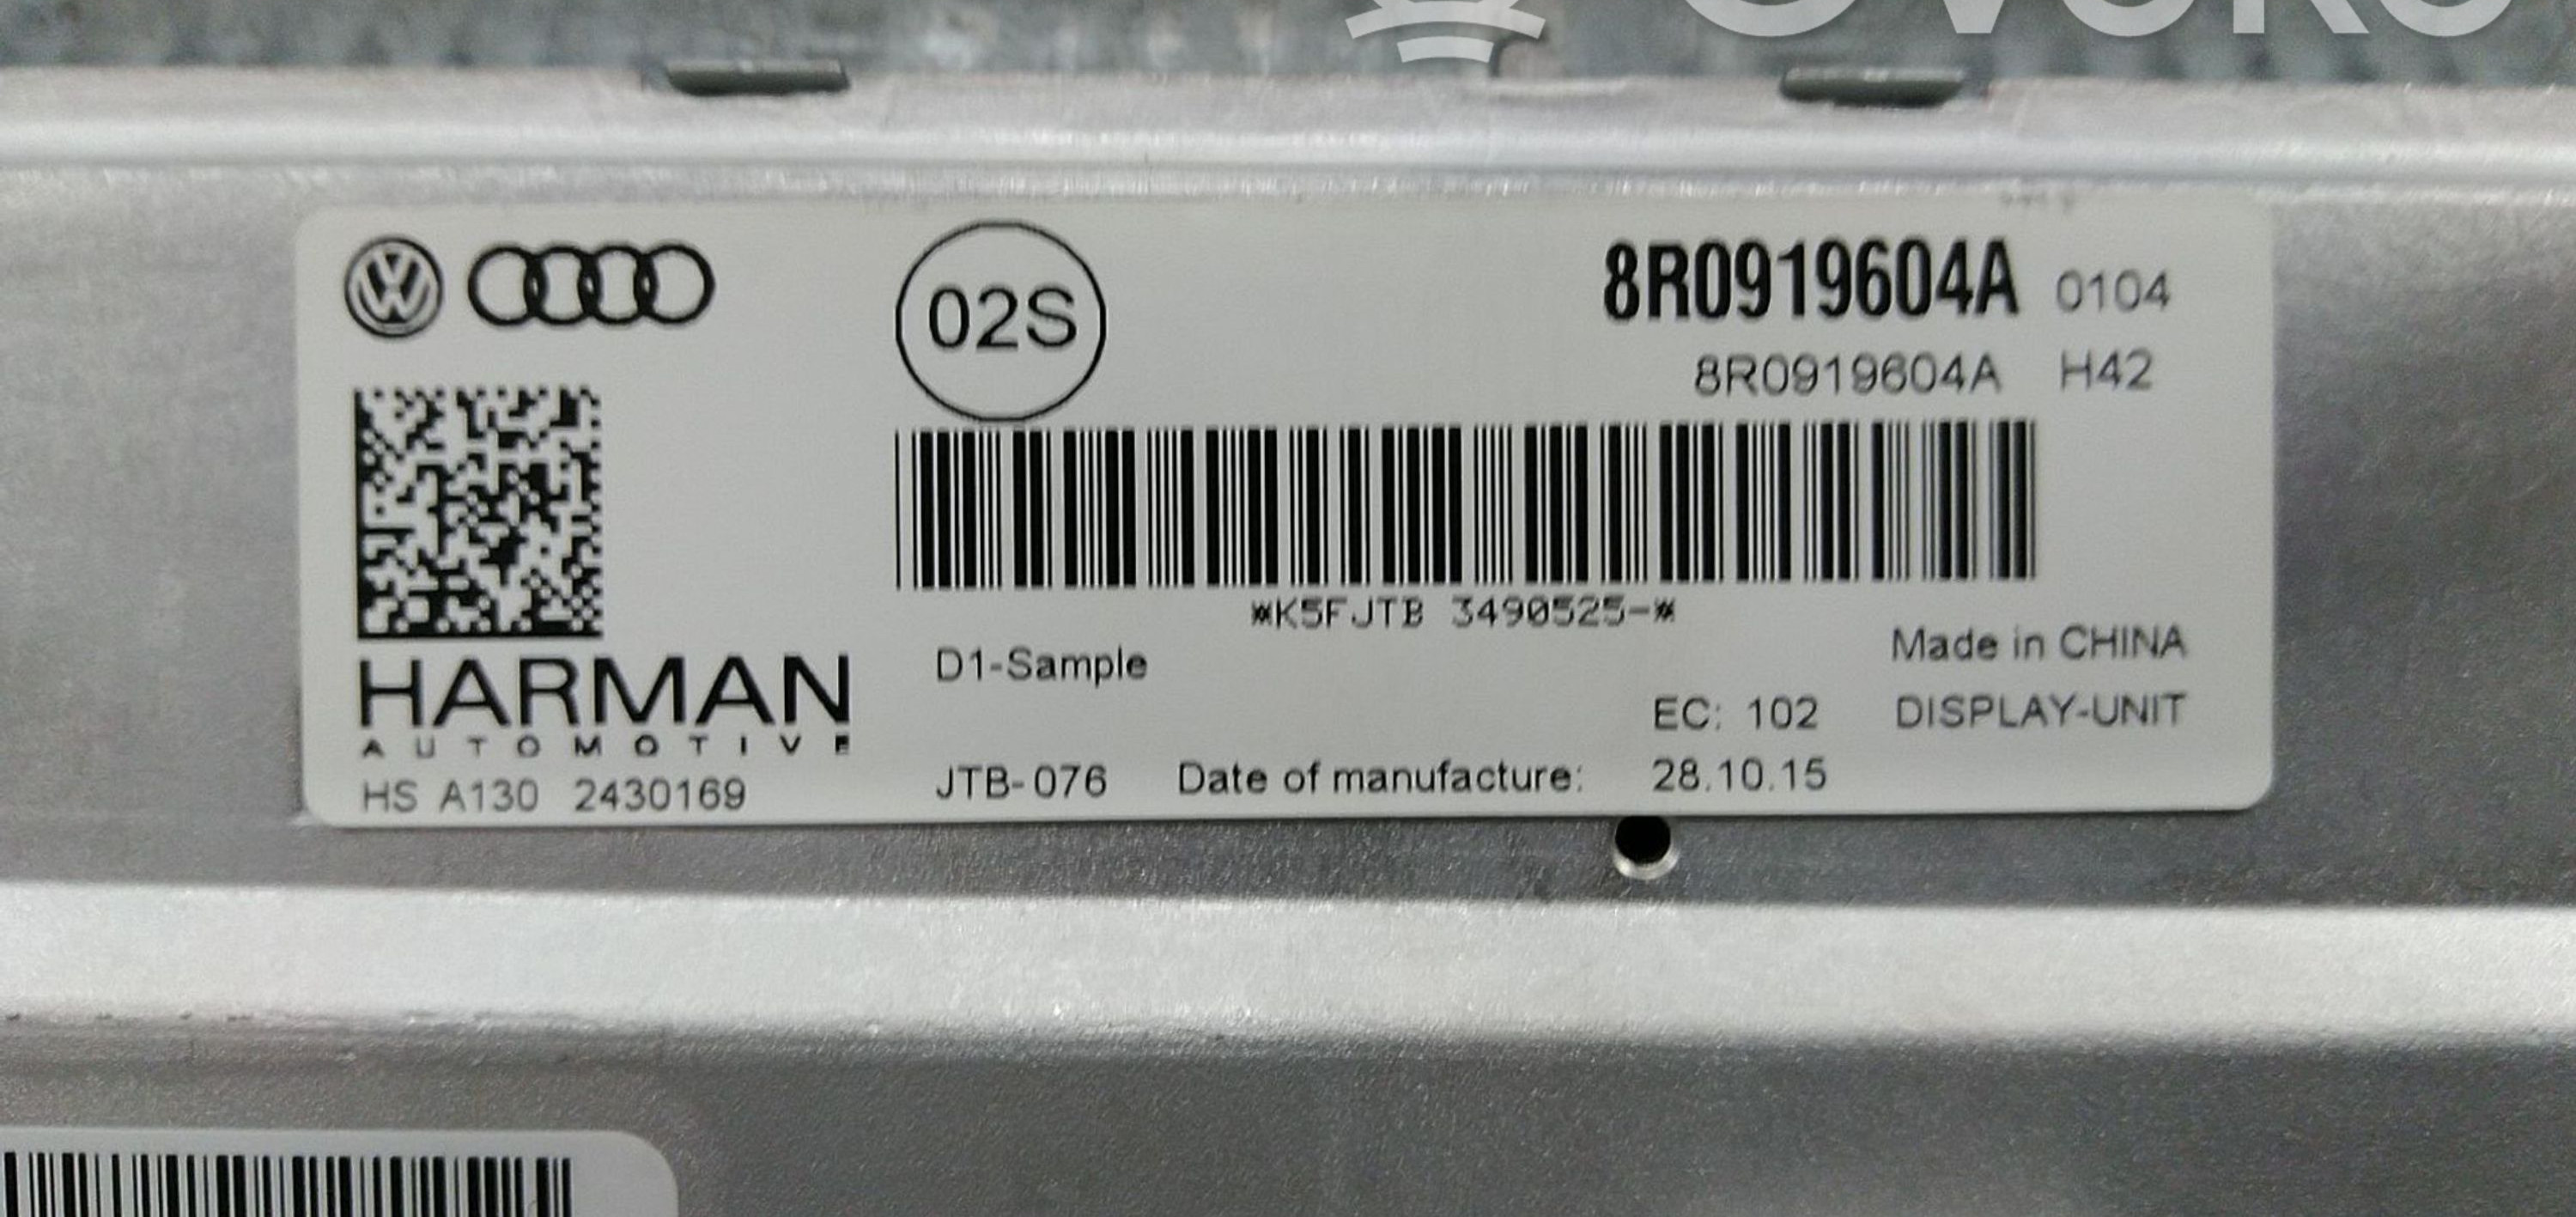 02S
8R0919604A 0104
8R0919604A H42
*K5FJTB 3490525-*
D1-Sample
Made in CHINA
HARMAN
AUTOMOTIVE
EC: 102 DISPLAY-UNIT
HS A130 2430169
JTB-076 Date of manufacture: 28.10.15